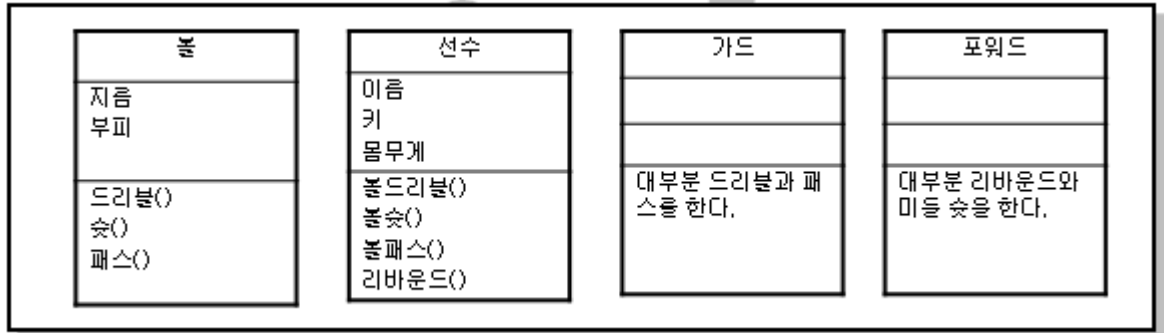 볼
지름
부피
드리블()
슛()
패스()
선수
이름
키
몸무게
볼드리블()
볼슛()
볼패스()
리바운드()
가드
대부분 드리블과 패
스를 한다.
포워드
대부분 리바운드와
미들 슛을 한다.